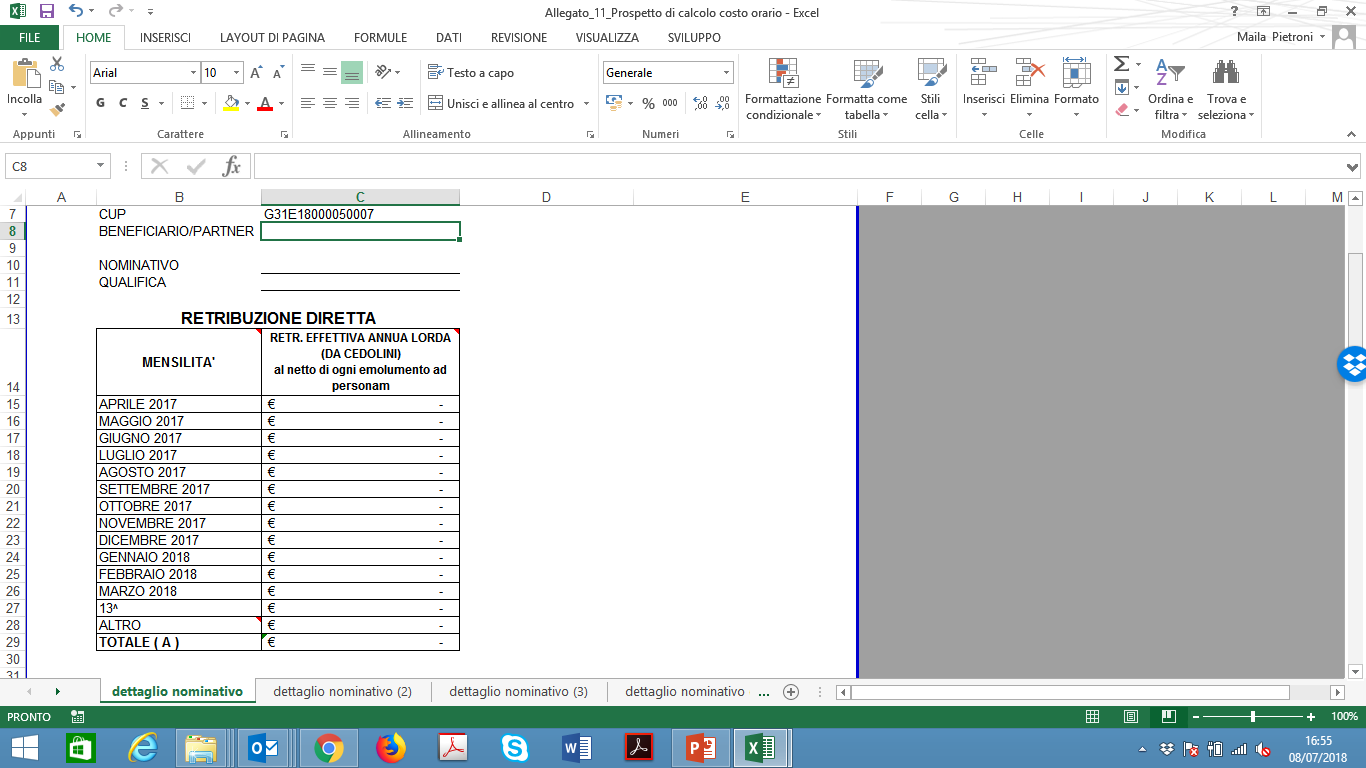 Allegato_11_Prospetto di calcolo costo orario - Excel
?
FILE HOME INSERISCI LAYOUT DI PAGINA FORMULE DATI REVISIONE VISUALIZZA SVILUPPO Maila Pietroni
Incolla
Arial 10
G C S
Testo a capo
Unisci e allinea al centro
Generale
% 000
Formattazione condizionale
Formatta come tabella
Stili cella
Inserisci Elimina Formato
Ordina e filtra
Trova e seleziona
Appunti Carattere Allineamento Numeri Stili Celle Modifica
C8 fx
A B C D E F G H I J K L M
7 CUP G31E18000050007
8 BENEFICIARIO/PARTNER
9
10 NOMINATIVO
11 QUALIFICA
12
13 RETRIBUZIONE DIRETTA
14 MENSILITA' RETR. EFFETTIVA ANNUA LORDA
(DA CEDOLINI)
al netto di ogni emolumento ad
personam
15 APRILE 2017 € -
16 MAGGIO 2017 € -
17 GIUGNO 2017 € -
18 LUGLIO 2017 € -
19 AGOSTO 2017 € -
20 SETTEMBRE 2017 € -
21 OTTOBRE 2017 € -
22 NOVEMBRE 2017 € -
23 DICEMBRE 2017 € -
24 GENNAIO 2018 € -
25 FEBBRAIO 2018 € -
26 MARZO 2018 € -
27 13^ € -
28 ALTRO € -
29 TOTALE ( A ) € -
30
31
dettaglio nominativo dettaglio nominativo (2) dettaglio nominativo (3) dettaglio nominativo ...
PRONTO 100%
16:55
08/07/2018